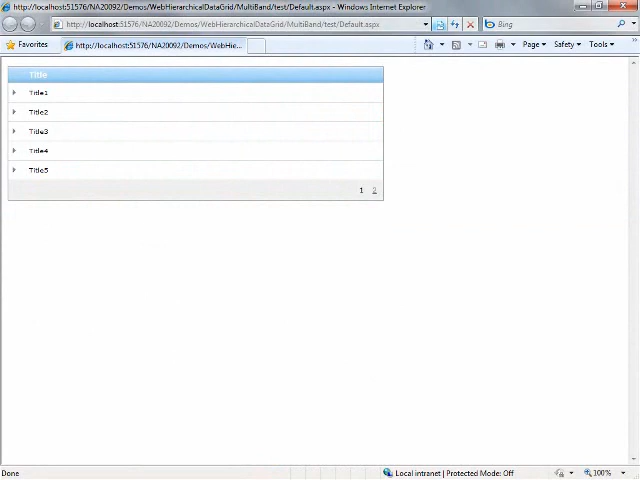 http://localhost:51576/NA20092/Demos/WebHierarchicalDataGrid/MultiBand/test/Default.aspx - Windows Internet Explorer
http://localhost:51576/NA20092/Demos/WebHierarchicalDataGrid/MultiBand/test/Default.aspx
Bing
Favorites
http://localhost:51576/NA20092/Demos/WebHie...
Page
Safety
Tools
Title
Title1
Title2
Title3
Title4
Title5
1 2
Done
Local intranet | Protected Mode: Off
100%